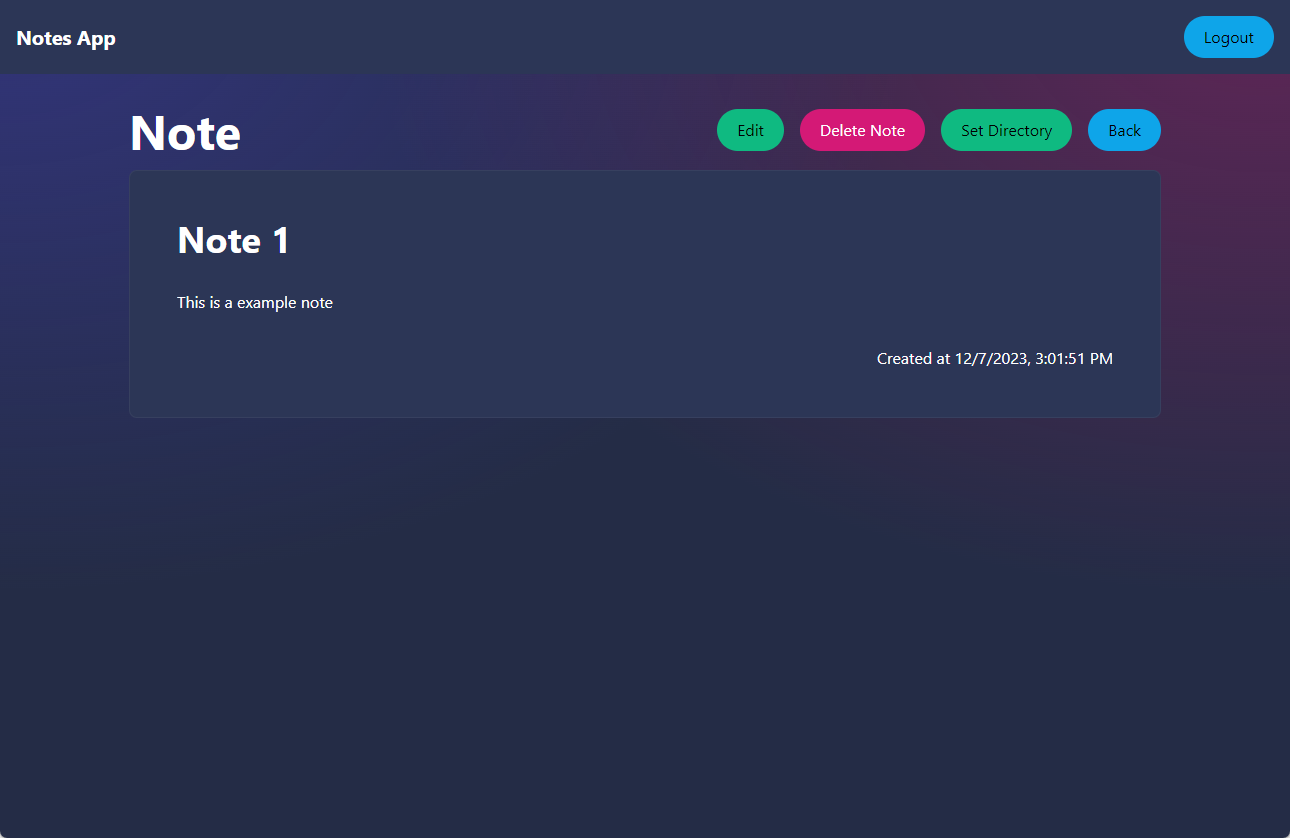 Notes App
Logout
Note
Edit
Delete Note
Set Directory
Back
Note 1
This is a example note
Created at 12/7/2023, 3:01:51 PM